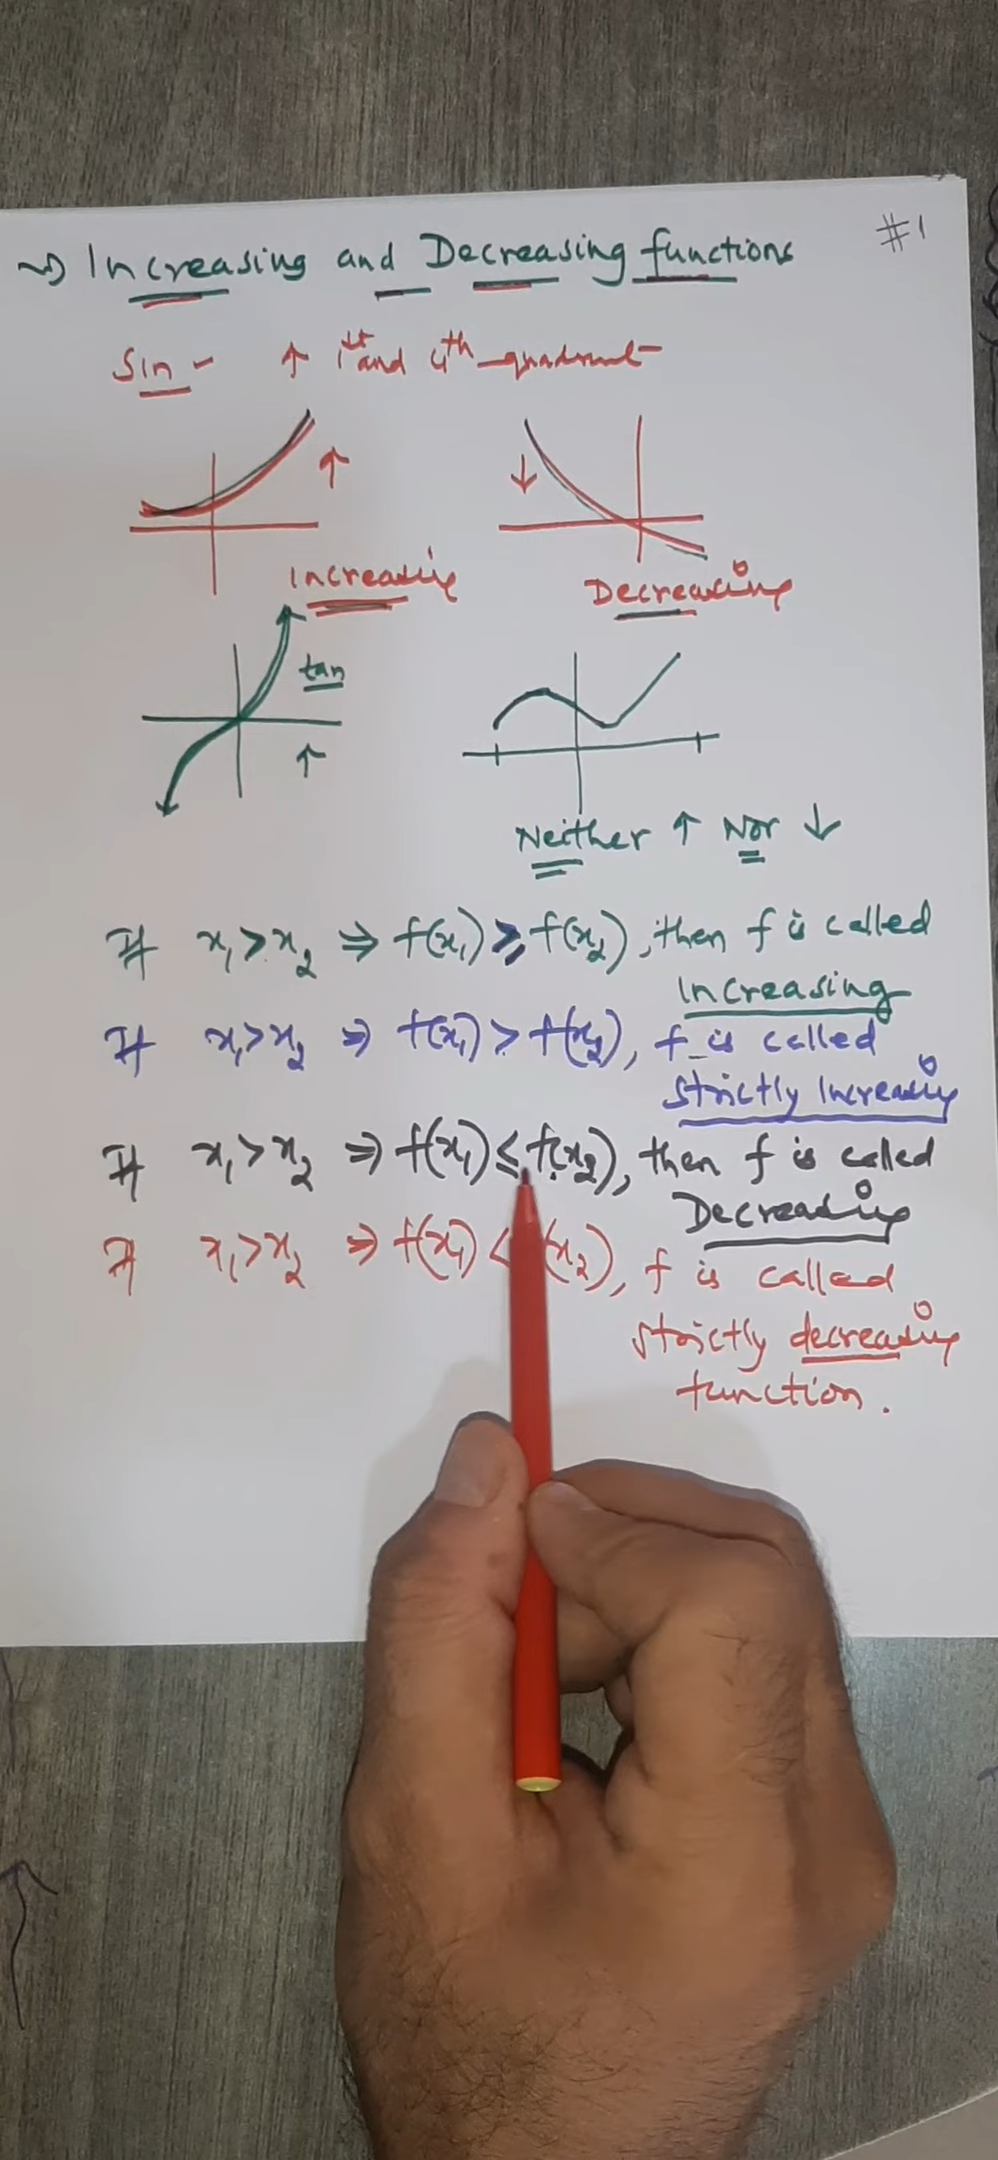 #1
~> Increasing and Decreasing functions
Sin - ↑ 1st and 4th quadrant
↑
↓
Increasing
Decreasing
tan
↑
Neither ↑ Nor ↓
If x₁>x₂ ⇒ f(x₁) ≥ f(x₂), then f is called
Increasing
If x₁>x₂ ⇒ f(x₁) > f(x₂), f is called
strictly Increasing
If x₁>x₂ ⇒ f(x₁) ≤ f(x₂), then f is called
Decreasing
If x₁>x₂ ⇒ f(x₁) < (x₂), f is called
strictly decreasing
function.